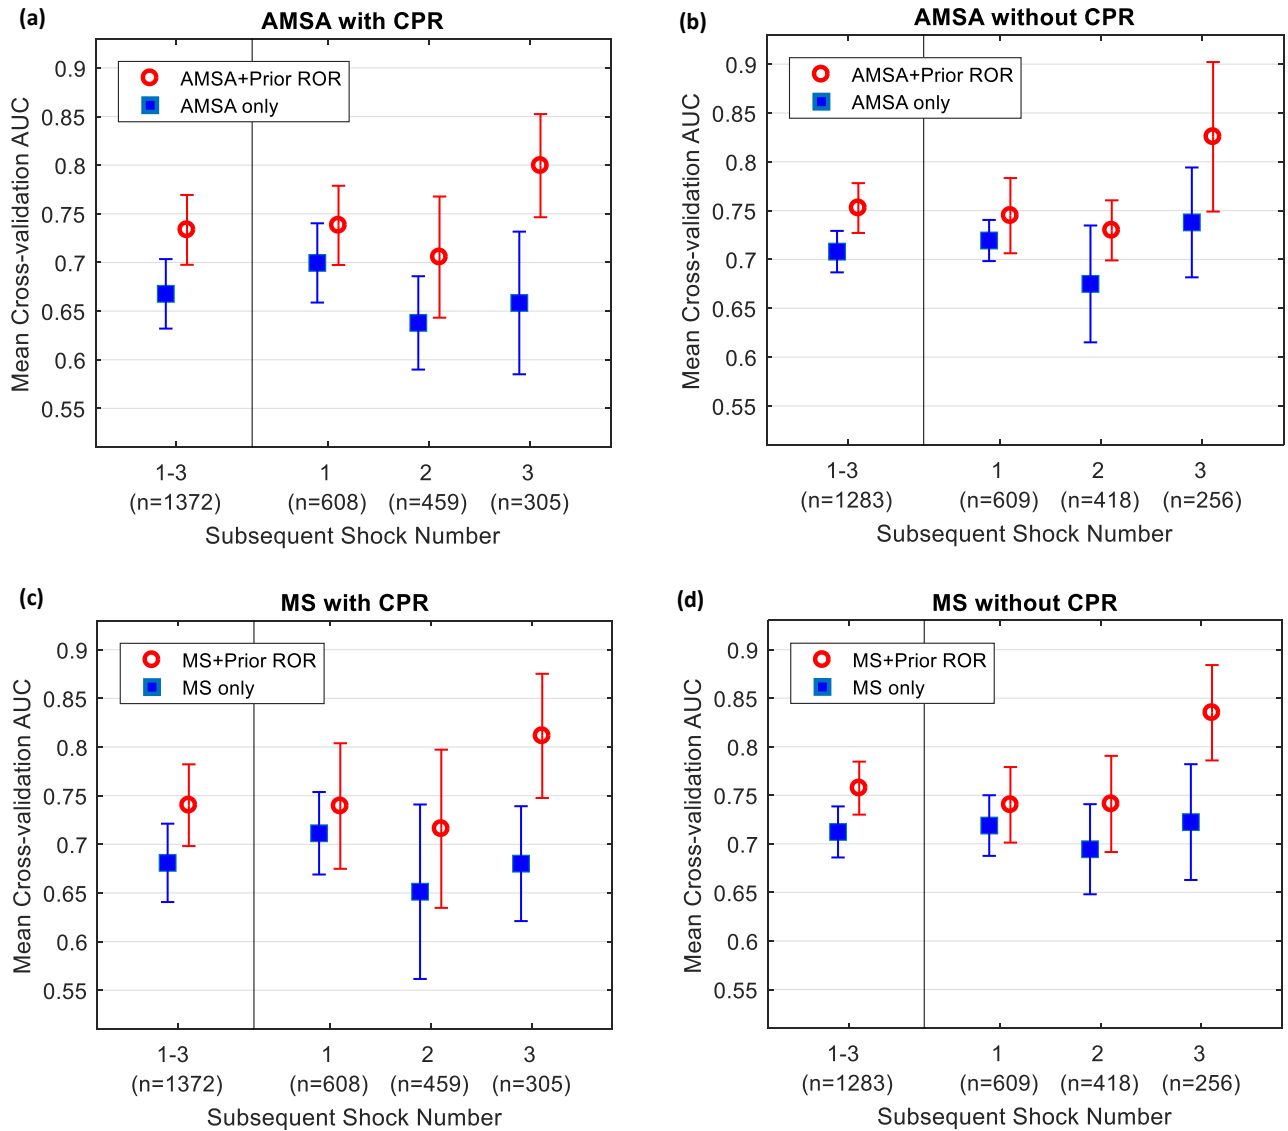 (a)
AMSA with CPR
AMSA+Prior ROR
AMSA only
Mean Cross-validation AUC
0.9
0.85
0.8
0.75
0.7
0.65
0.6
0.55
1-3 1 2 3
(n=1372) (n=608) (n=459) (n=305)
Subsequent Shock Number
(b)
AMSA without CPR
AMSA+Prior ROR
AMSA only
Mean Cross-validation AUC
0.9
0.85
0.8
0.75
0.7
0.65
0.6
0.55
1-3 1 2 3
(n=1283) (n=609) (n=418) (n=256)
Subsequent Shock Number
(c)
MS with CPR
MS+Prior ROR
MS only
Mean Cross-validation AUC
0.9
0.85
0.8
0.75
0.7
0.65
0.6
0.55
1-3 1 2 3
(n=1372) (n=608) (n=459) (n=305)
Subsequent Shock Number
(d)
MS without CPR
MS+Prior ROR
MS only
Mean Cross-validation AUC
0.9
0.85
0.8
0.75
0.7
0.65
0.6
0.55
1-3 1 2 3
(n=1283) (n=609) (n=418) (n=256)
Subsequent Shock Number